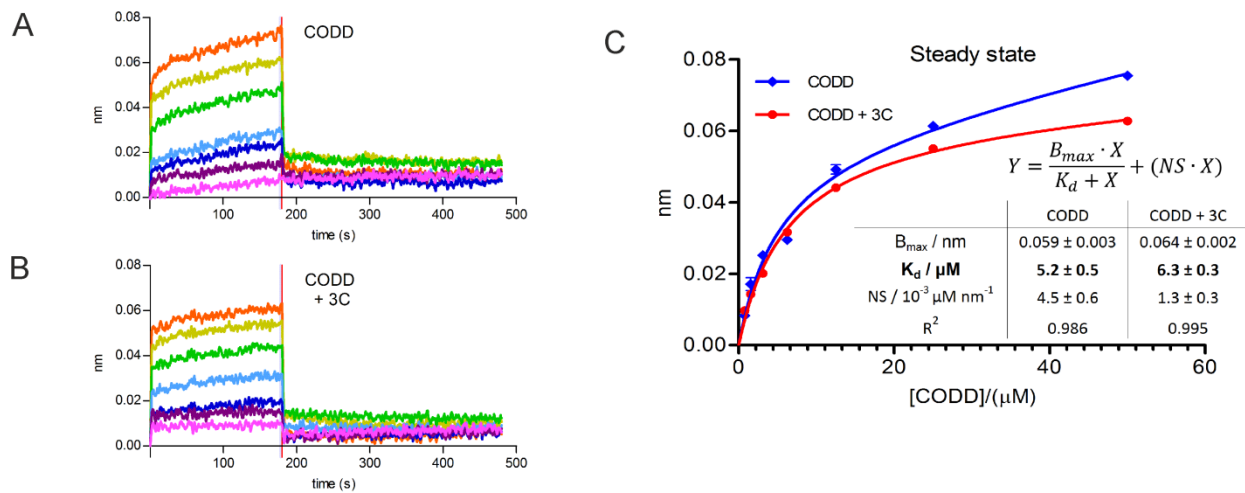 A
CODD
0.08
0.06
0.04
0.02
0.00
nm
100
200
300
400
500
time (s)
B
CODD
+ 3C
0.08
0.06
0.04
0.02
0.00
nm
100
200
300
400
500
time (s)
C
Steady state
CODD
CODD + 3C
0.08
0.06
0.04
0.02
0.00
nm
Y = B_max · X / K_d + X + (NS · X)
CODD CODD + 3C
B_max / nm 0.059 ± 0.003 0.064 ± 0.002
K_d / µM 5.2 ± 0.5 6.3 ± 0.3
NS / 10⁻³ µM nm⁻¹ 4.5 ± 0.6 1.3 ± 0.3
R² 0.986 0.995
0 20 40 60
[CODD]/(µM)